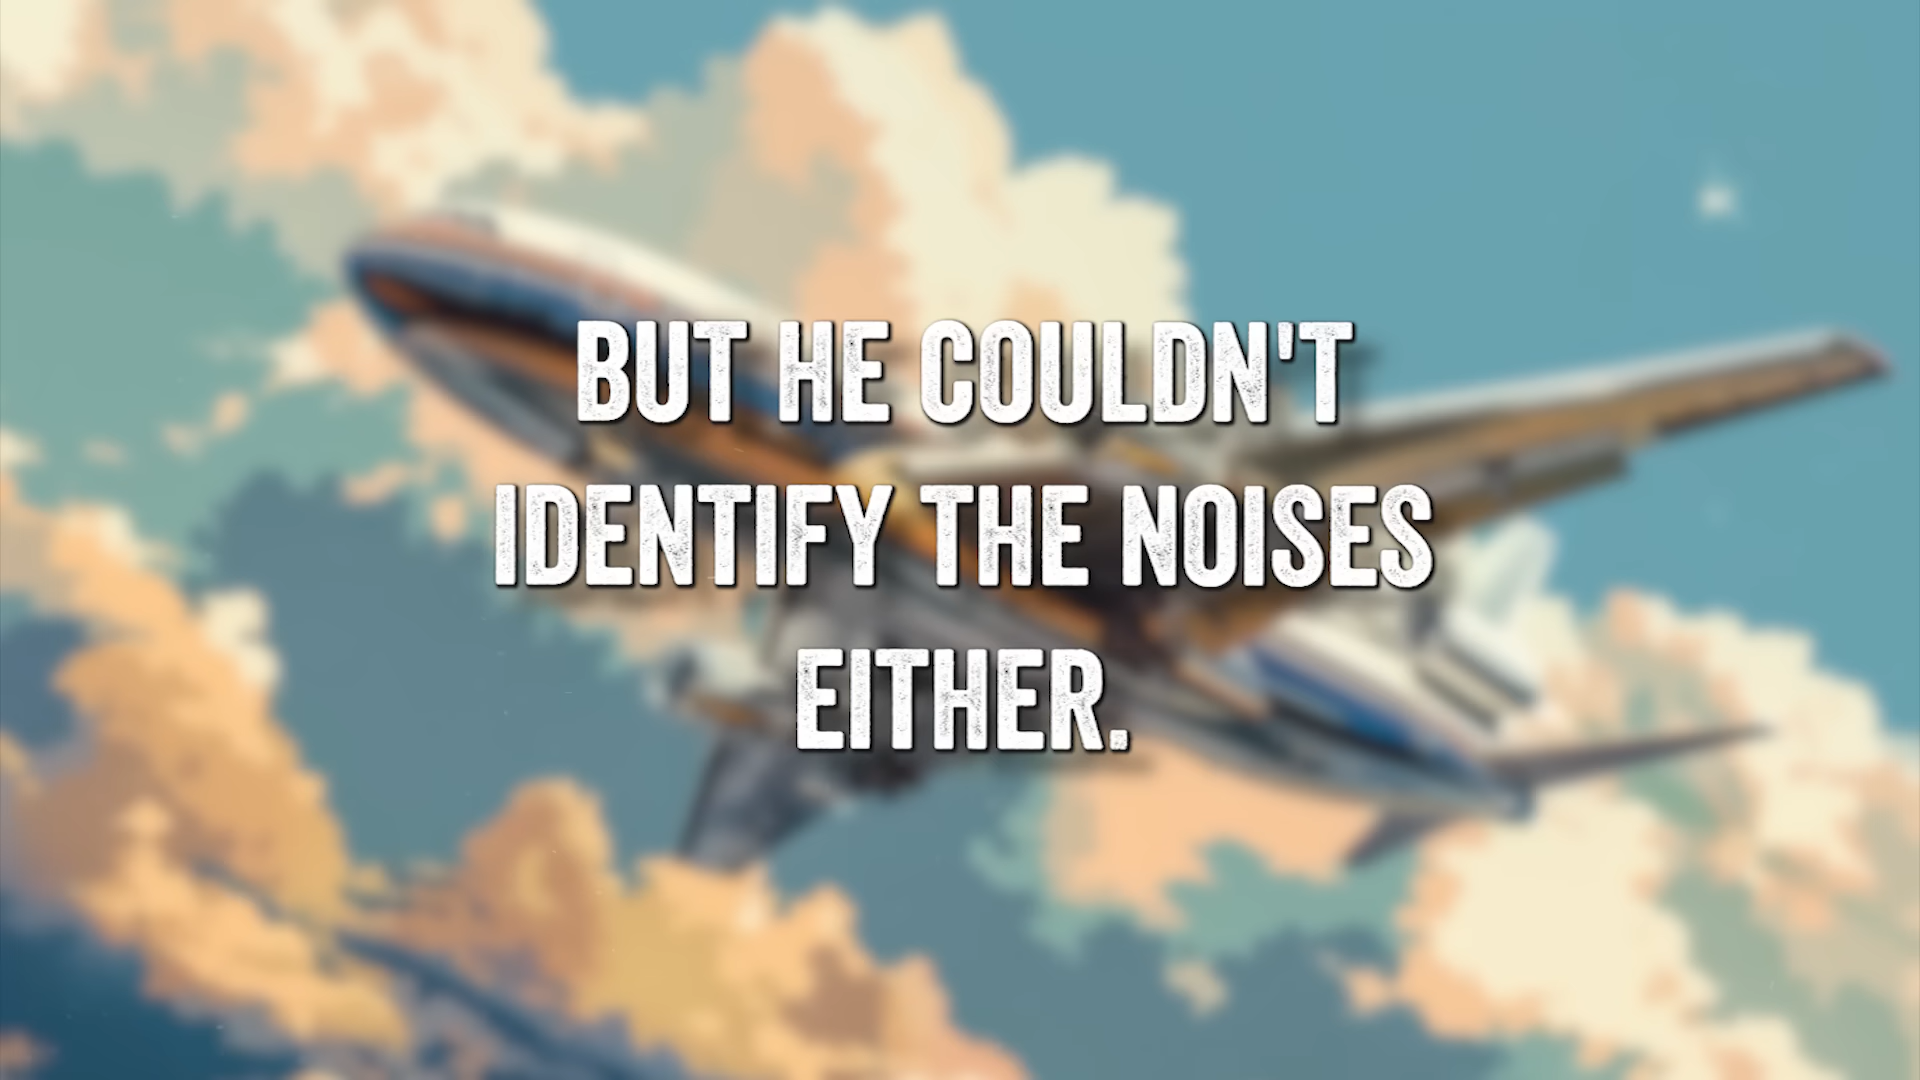 BUT HE COULDN'T
IDENTIFY THE NOISES
EITHER.